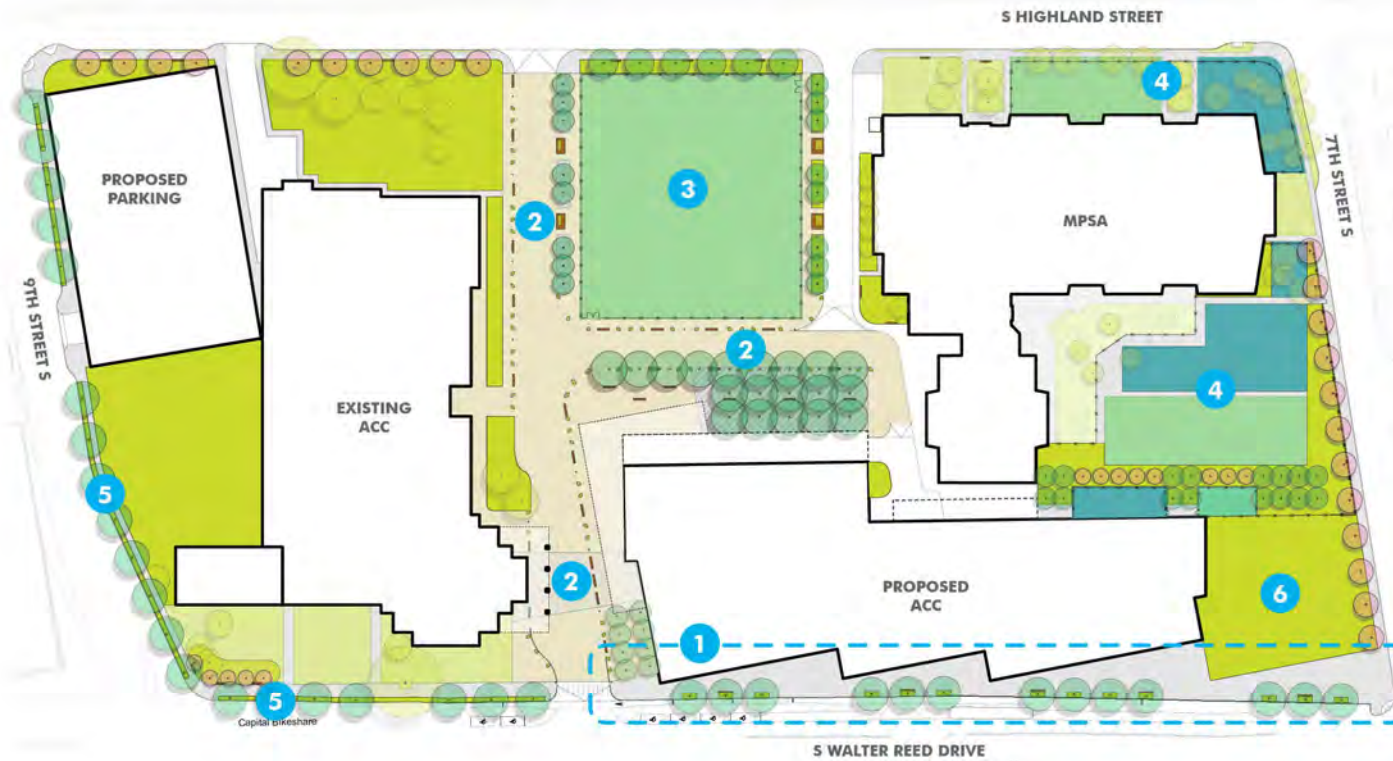 S HIGHLAND STREET
4
PROPOSED
PARKING
3
7TH STREET S
2
MPSA
9TH STREET S
2
EXISTING
ACC
4
5
2
PROPOSED
ACC
6
1
5
Capital Bikeshare
S WALTER REED DRIVE